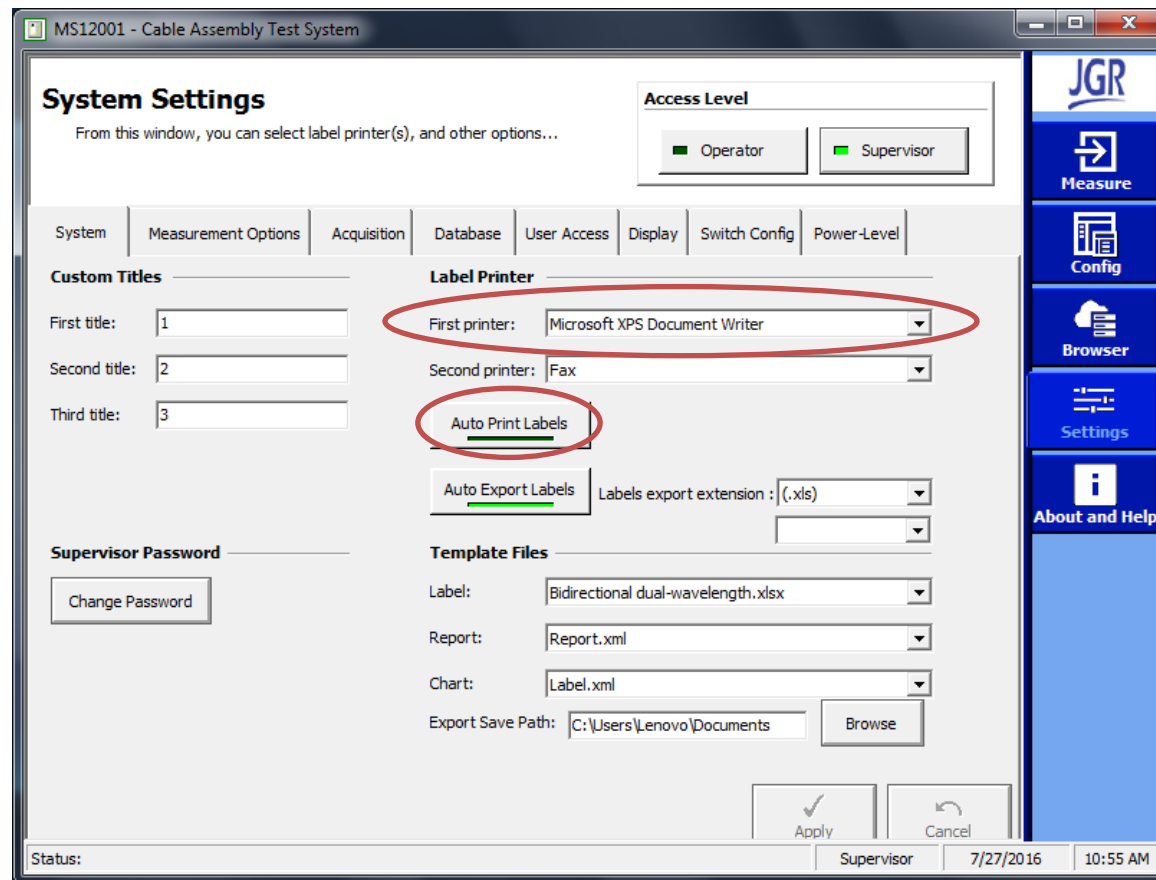 MS12001 - Cable Assembly Test System
System Settings
From this window, you can select label printer(s), and other options...
Access Level
Operator
Supervisor
JGR
Measure
Config
Browser
Settings
About and Help
System
Measurement Options
Acquisition
Database
User Access
Display
Switch Config
Power-Level
Custom Titles
First title: 1
Second title: 2
Third title: 3
Label Printer
First printer: Microsoft XPS Document Writer
Second printer: Fax
Auto Print Labels
Auto Export Labels
Labels export extension : (.xls)
Supervisor Password
Change Password
Template Files
Label: Bidirectional dual-wavelength.xlsx
Report: Report.xml
Chart: Label.xml
Export Save Path: C:\Users\Lenovo\Documents
Browse
Apply
Cancel
Status:
Supervisor
7/27/2016
10:55 AM